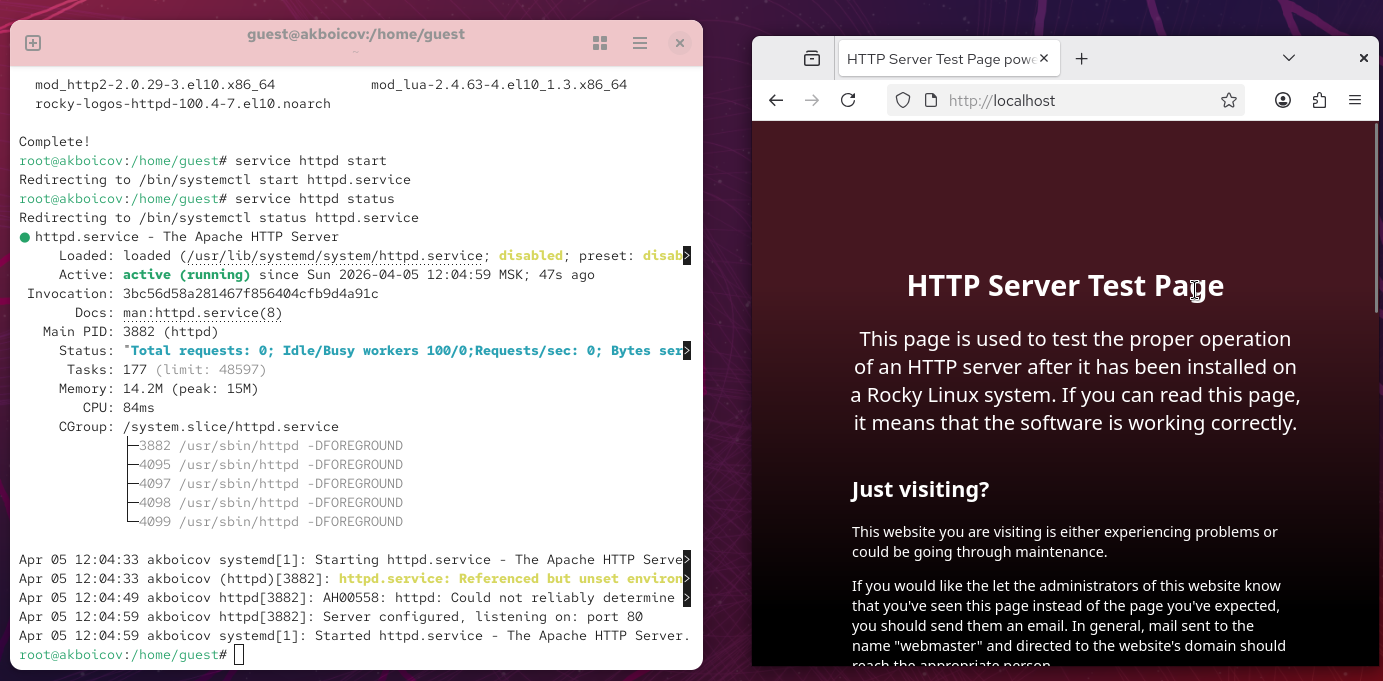 guest@akboicov:/home/guest
~
mod_http2-2.0.29-3.el10.x86_64 mod_lua-2.4.63-4.el10_1.3.x86_64
rocky-logos-httpd-100.4-7.el10.noarch
Complete!
root@akboicov:/home/guest# service httpd start
Redirecting to /bin/systemctl start httpd.service
root@akboicov:/home/guest# service httpd status
Redirecting to /bin/systemctl status httpd.service
● httpd.service - The Apache HTTP Server
Loaded: loaded (/usr/lib/systemd/system/httpd.service; disabled; preset: disab>
Active: active (running) since Sun 2026-04-05 12:04:59 MSK; 47s ago
Invocation: 3bc56d58a281467f856404cfb9d4a91c
Docs: man:httpd.service(8)
Main PID: 3882 (httpd)
Status: "Total requests: 0; Idle/Busy workers 100/0;Requests/sec: 0; Bytes ser>
Tasks: 177 (limit: 48597)
Memory: 14.2M (peak: 15M)
CPU: 84ms
CGroup: /system.slice/httpd.service
├─3882 /usr/sbin/httpd -DFOREGROUND
├─4095 /usr/sbin/httpd -DFOREGROUND
├─4097 /usr/sbin/httpd -DFOREGROUND
├─4098 /usr/sbin/httpd -DFOREGROUND
└─4099 /usr/sbin/httpd -DFOREGROUND
Apr 05 12:04:33 akboicov systemd[1]: Starting httpd.service - The Apache HTTP Serve>
Apr 05 12:04:33 akboicov (httpd)[3882]: httpd.service: Referenced but unset environ>
Apr 05 12:04:49 akboicov httpd[3882]: AH00558: httpd: Could not reliably determine >
Apr 05 12:04:59 akboicov httpd[3882]: Server configured, listening on: port 80
Apr 05 12:04:59 akboicov systemd[1]: Started httpd.service - The Apache HTTP Server.
root@akboicov:/home/guest#
HTTP Server Test Page powe
http://localhost
HTTP Server Test Page
This page is used to test the proper operation
of an HTTP server after it has been installed on
a Rocky Linux system. If you can read this page,
it means that the software is working correctly.
Just visiting?
This website you are visiting is either experiencing problems or
could be going through maintenance.
If you would like the let the administrators of this website know
that you've seen this page instead of the page you've expected,
you should send them an email. In general, mail sent to the
name "webmaster" and directed to the website's domain should
reach the appropriate person.